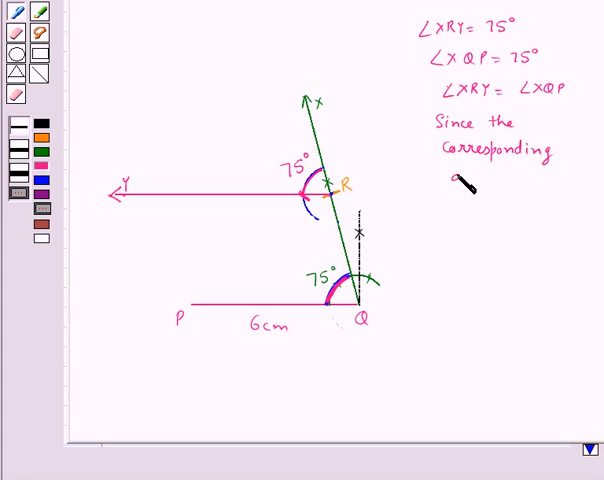 ∠XRY = 75°
∠XQP = 75°
∠XRY = ∠XQP
Since the
corresponding
X
75°
R
Y
75°
P
6cm
Q